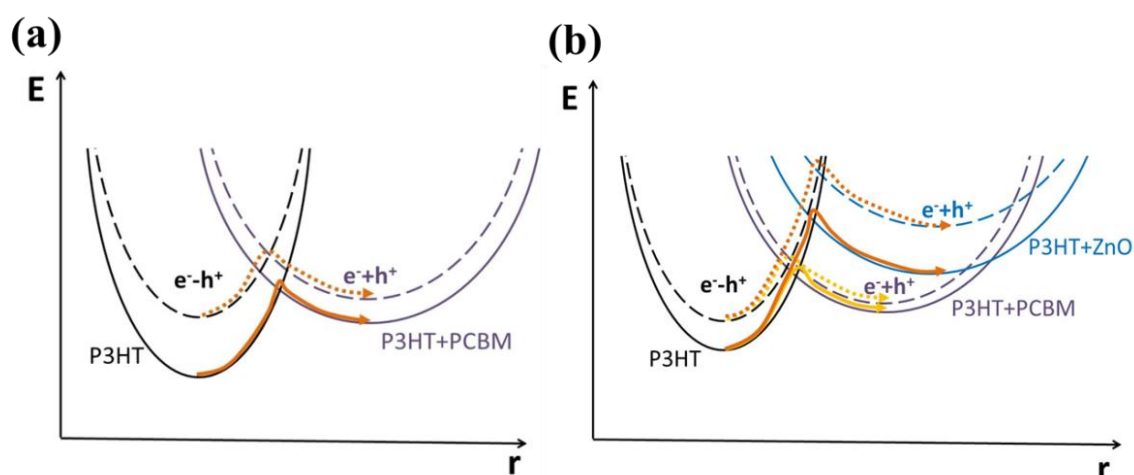 (a)
E
e⁻-h⁺
e⁻+h⁺
P3HT
P3HT+PCBM
r
(b)
E
e⁻+h⁺
P3HT+ZnO
e⁻-h⁺
e⁻+h⁺
P3HT+PCBM
P3HT
r